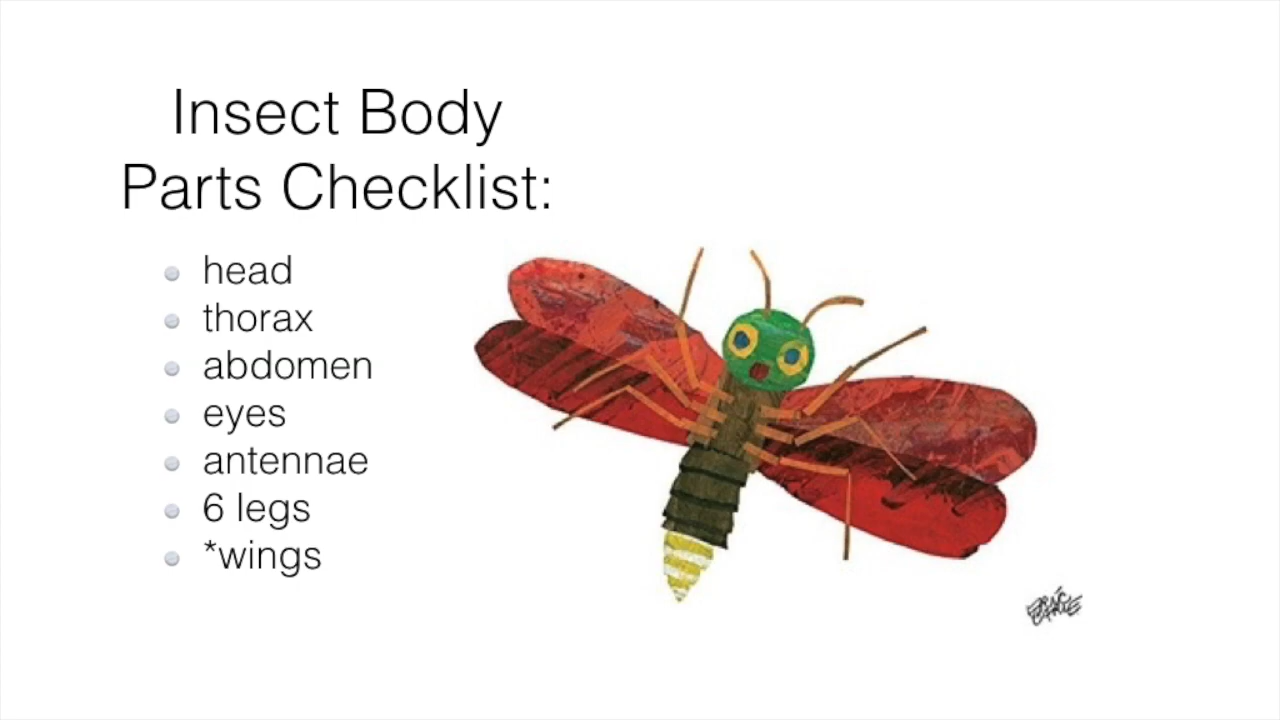 Insect Body
Parts Checklist:
head
thorax
abdomen
eyes
antennae
6 legs
*wings